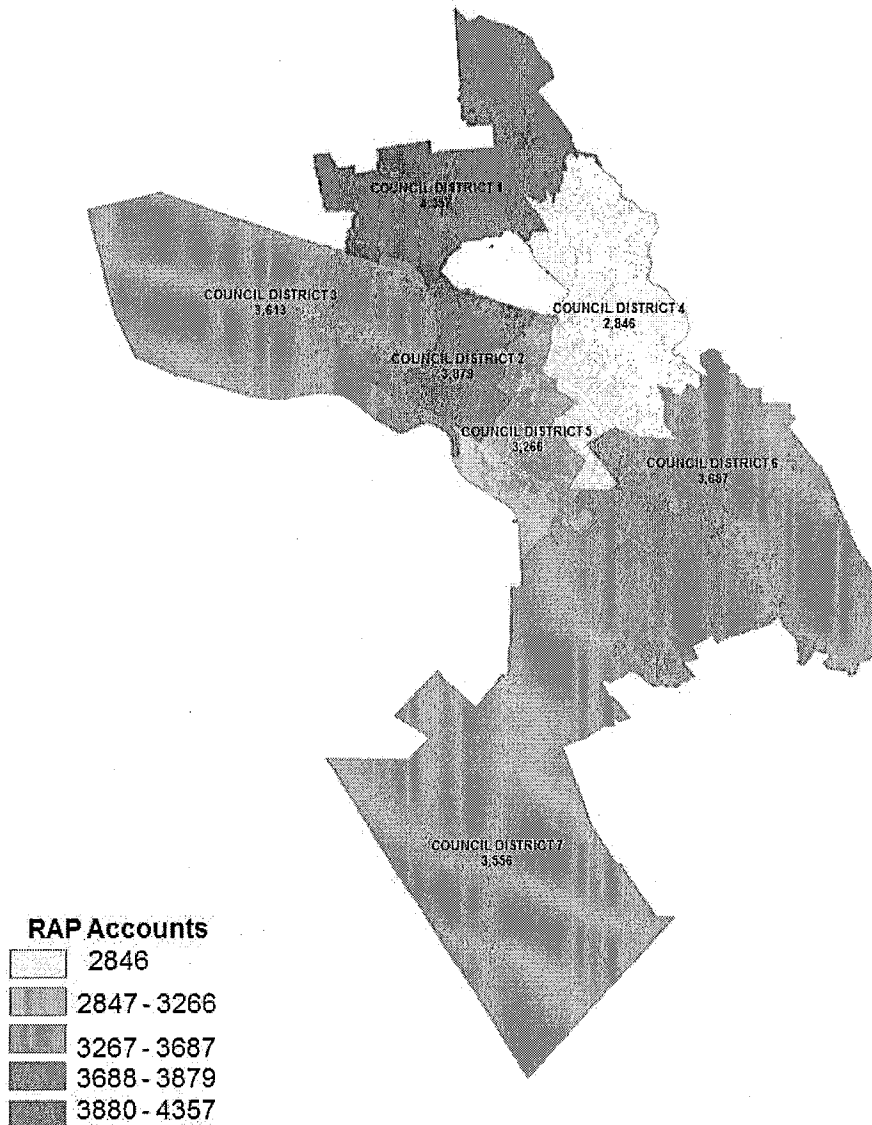 COUNCIL DISTRICT 1
4,357
COUNCIL DISTRICT 3
3,613
COUNCIL DISTRICT 4
2,846
COUNCIL DISTRICT 2
3,879
COUNCIL DISTRICT 5
3,266
COUNCIL DISTRICT 6
3,687
COUNCIL DISTRICT 7
3,556
RAP Accounts
2846
2847 - 3266
3267 - 3687
3688 - 3879
3880 - 4357